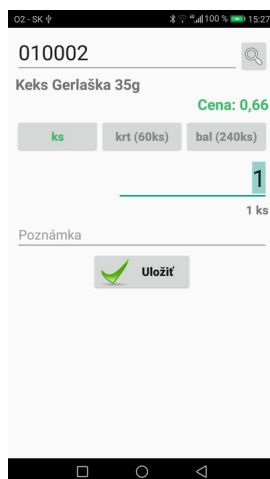 O2 - SK 4G 100 % 15:27
010002
Keks Gerlaška 35g
Cena: 0,66
ks krt (60ks) bal (240ks)
1
1 ks
Poznámka
Uložiť